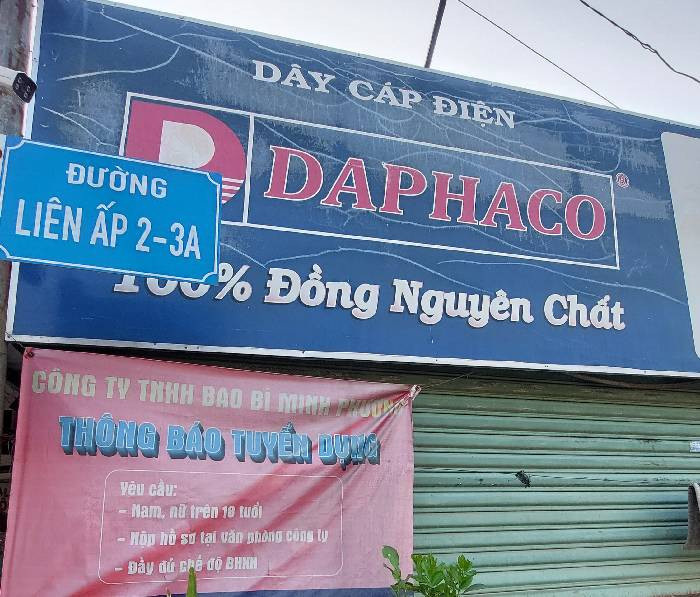 DÂY CÁP ĐIỆN
DAPHACO
ĐƯỜNG
LIÊN ẤP 2-3A
100% Đồng Nguyên Chất
CÔNG TY TNHH BAO BÌ MINH PHƯƠNG
THÔNG BÁO TUYỂN DỤNG
Yêu cầu:
- Nam, nữ trên 18 tuổi
- Nộp hồ sơ tại văn phòng công ty
- Đầy đủ chế độ BHXH